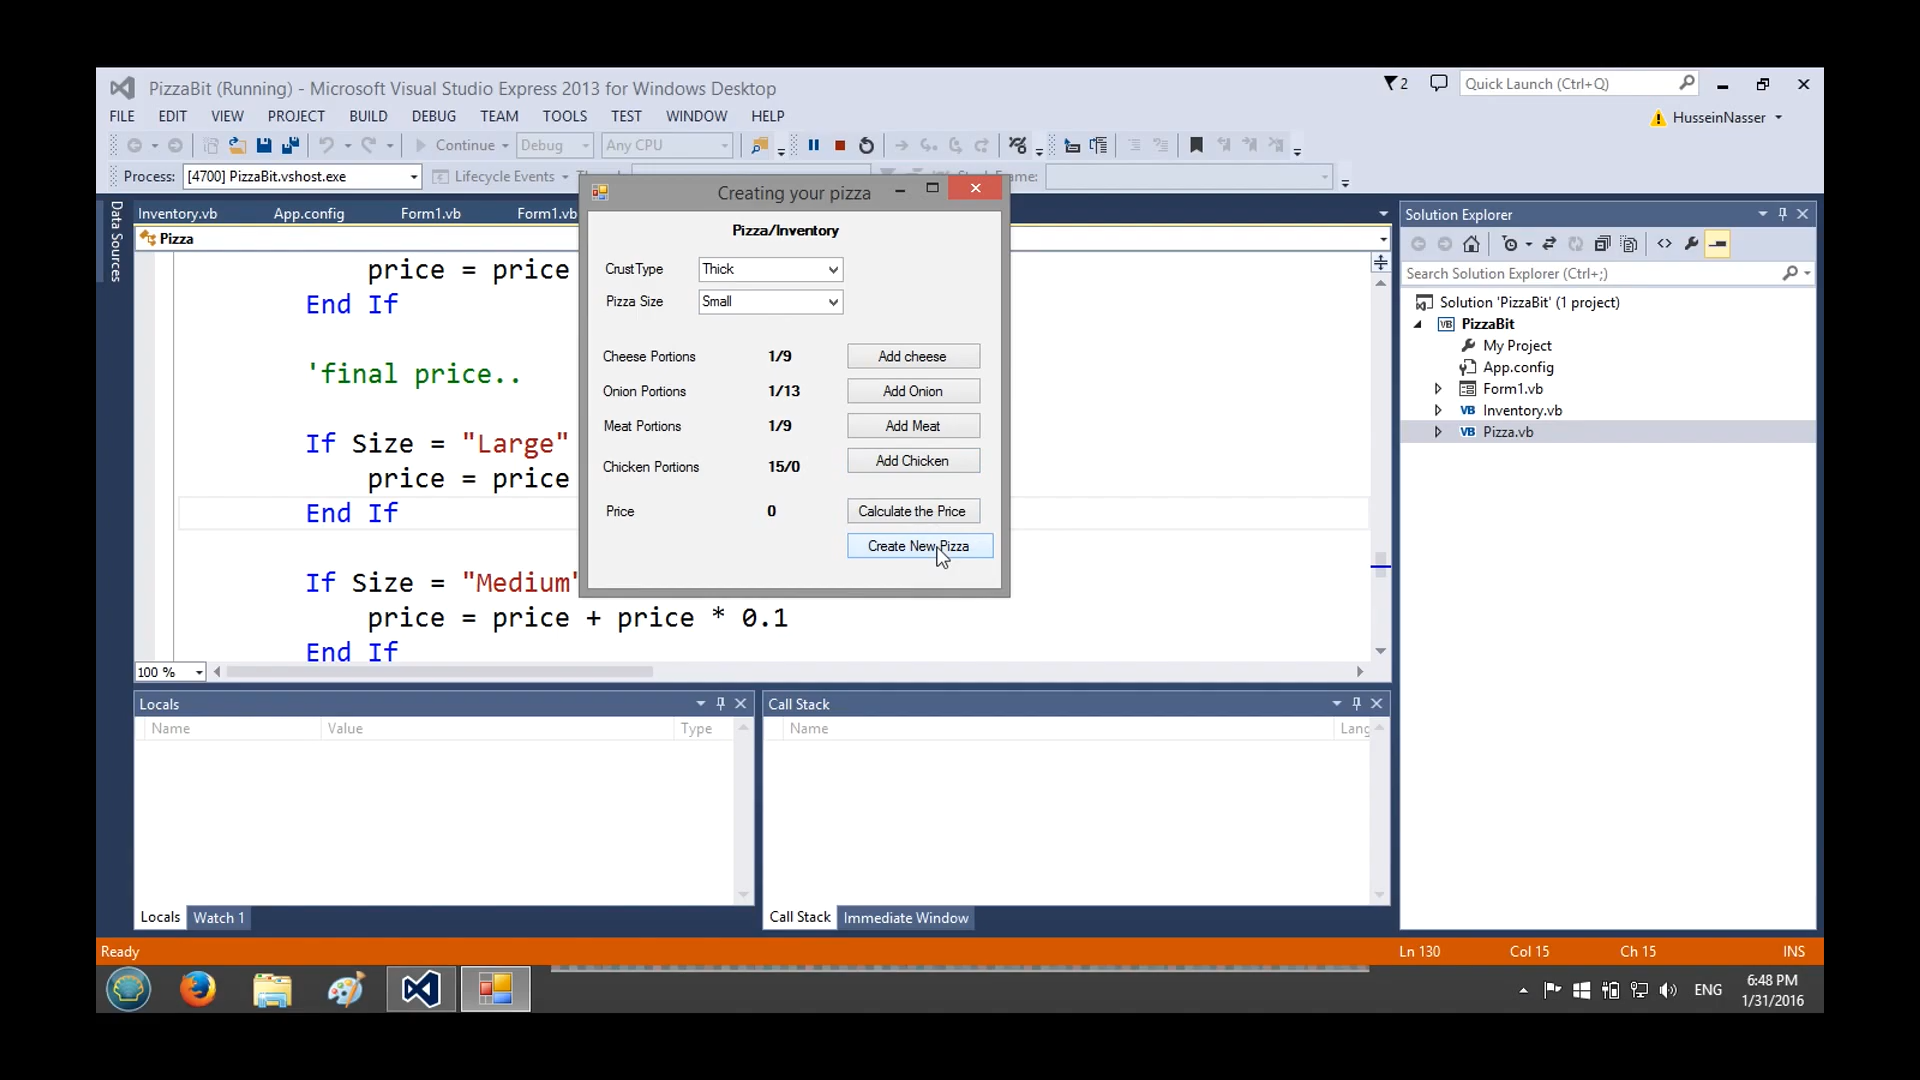 PizzaBit (Running) - Microsoft Visual Studio Express 2013 for Windows Desktop
2
Quick Launch (Ctrl+Q)
FILE EDIT VIEW PROJECT BUILD DEBUG TEAM TOOLS TEST WINDOW HELP
HusseinNasser
Continue Debug Any CPU
Process: [4700] PizzaBit.vshost.exe Lifecycle Events
Data Sources
Inventory.vb App.config Form1.vb Form1.vb
Pizza
price = price
End If
'final price..
If Size = "Large"
price = price
End If
If Size = "Medium"
price = price + price * 0.1
End If
100 %
Creating your pizza
Pizza/Inventory
CrustType Thick
Pizza Size Small
Cheese Portions 1/9 Add cheese
Onion Portions 1/13 Add Onion
Meat Portions 1/9 Add Meat
Chicken Portions 15/0 Add Chicken
Price 0 Calculate the Price
Create New Pizza
Solution Explorer
Search Solution Explorer (Ctrl+;)
Solution 'PizzaBit' (1 project)
PizzaBit
My Project
App.config
Form1.vb
Inventory.vb
Pizza.vb
Locals
Name Value Type
Locals Watch 1
Call Stack
Name Lang
Call Stack Immediate Window
Ready Ln 130 Col 15 Ch 15 INS
ENG
6:48 PM
1/31/2016